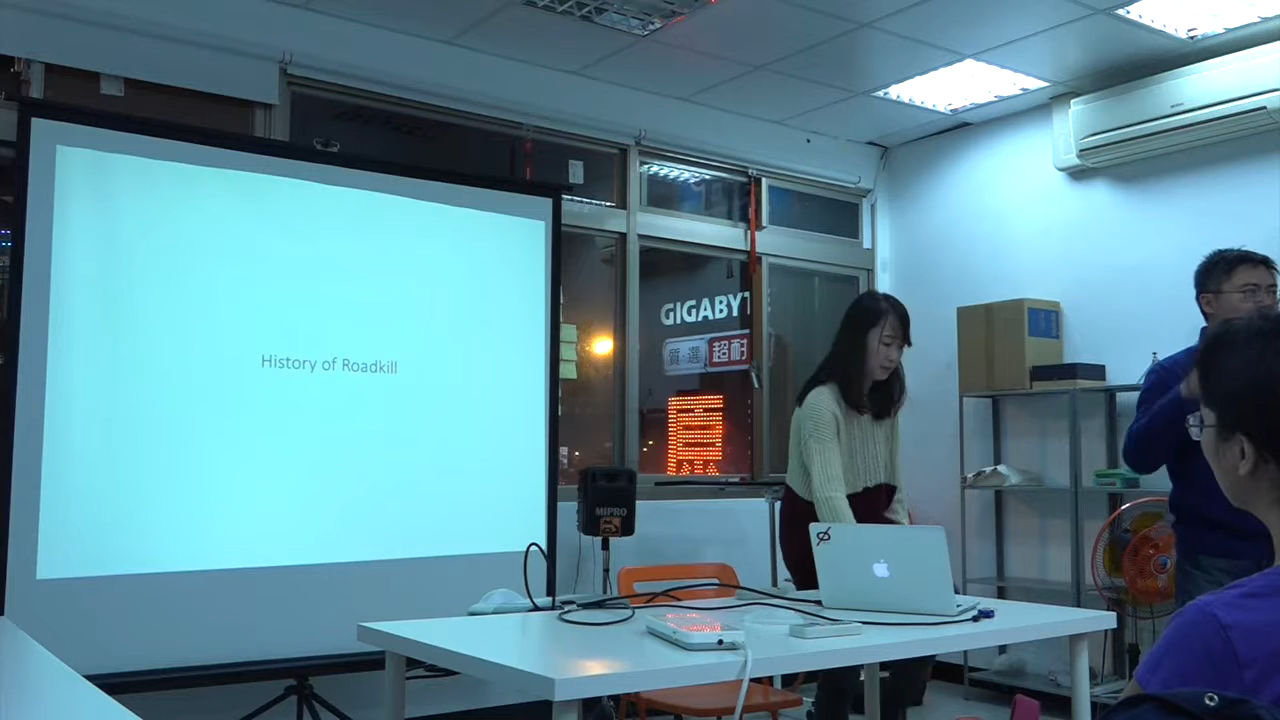 History of Roadkill
GIGABYT
質選 超耐
MIPRO